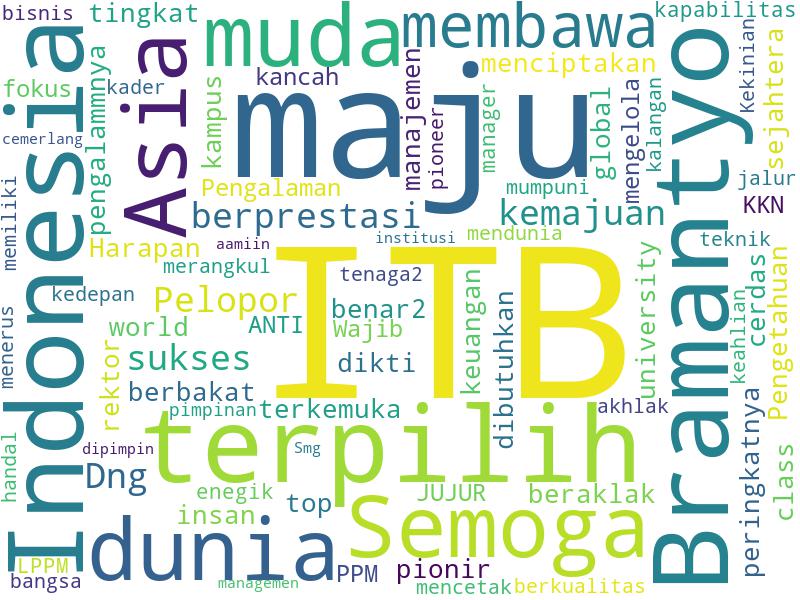 bisnis
tingkat
muda
membawa
kapabilitas
Indonesia
Asia
maju
Bramantyo
pengalammnya
fokus
kader
kancah
kampus
manajemen
menciptakan
pioneer
manager
global
mengelola
kalangan
Kekinian
sejahtera
cemerlang
memiliki
Pengalaman
mumpuni
jalur
KKN
berprestasi
kemajuan
Harapan
aamiin
institusi
mendunia
teknik
merangkul
tenaga2
ITB
kedepan
Pelopor
benar2
keuangan
dibutuhkan
university
keahlian
cerdas
Pengetahuan
menerus
world
ANTI
Wajib
rektor
sukses
dikti
berbakat
pimpinan
terkemuka
akhlak
peringkatnya
class
handal
dipimpin
terpilih
Smg
Dng
enegik
JUJUR
beraklak
insan
top
Semoga
dunia
LPPM
PPM
pionir
bangsa
managemen
mencetak
berkualitas